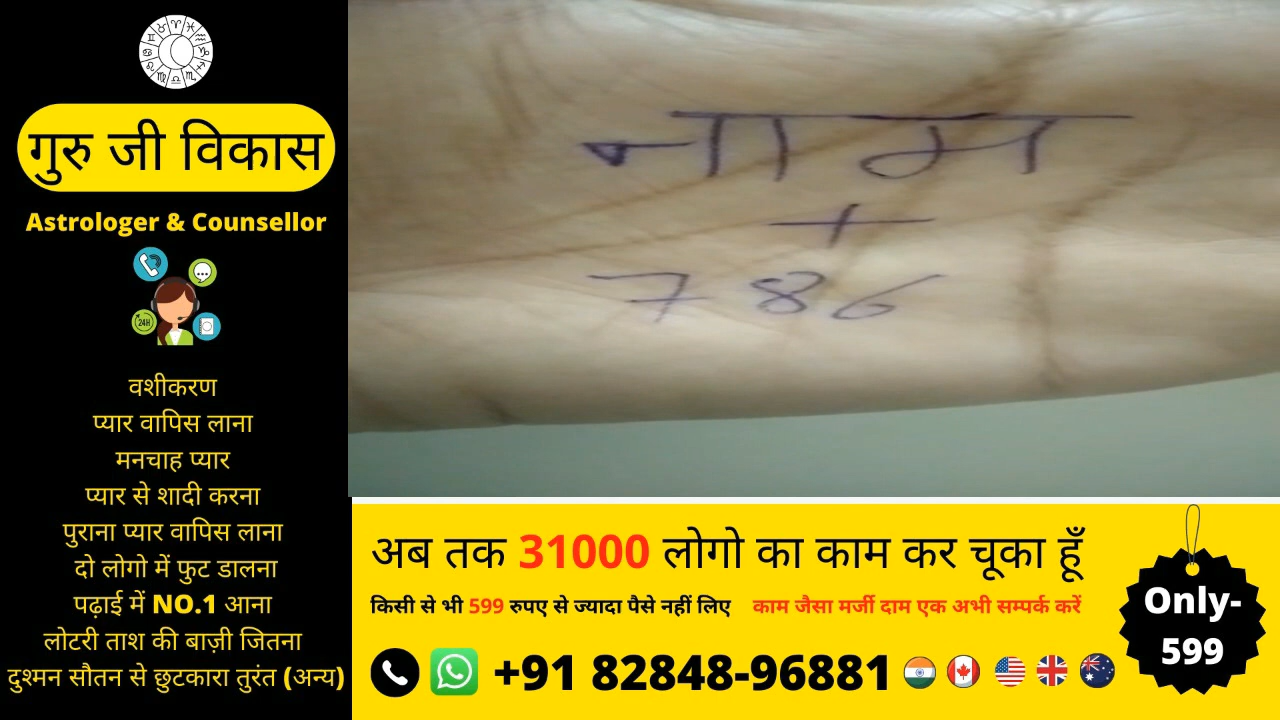 गुरु जी विकास
Astrologer & Counsellor
24H
वशीकरण
प्यार वापिस लाना
मनचाह प्यार
प्यार से शादी करना
पुराना प्यार वापिस लाना
दो लोगो में फुट डालना
पढ़ाई में NO.1 आना
लोटरी ताश की बाज़ी जितना
दुश्मन सौतन से छुटकारा तुरंत (अन्य)
नाम
+
786
अब तक 31000 लोगो का काम कर चूका हूँ
किसी से भी 599 रुपए से ज्यादा पैसे नहीं लिए काम जैसा मर्जी दाम एक अभी सम्पर्क करें
+91 82848-96881
Only-
599